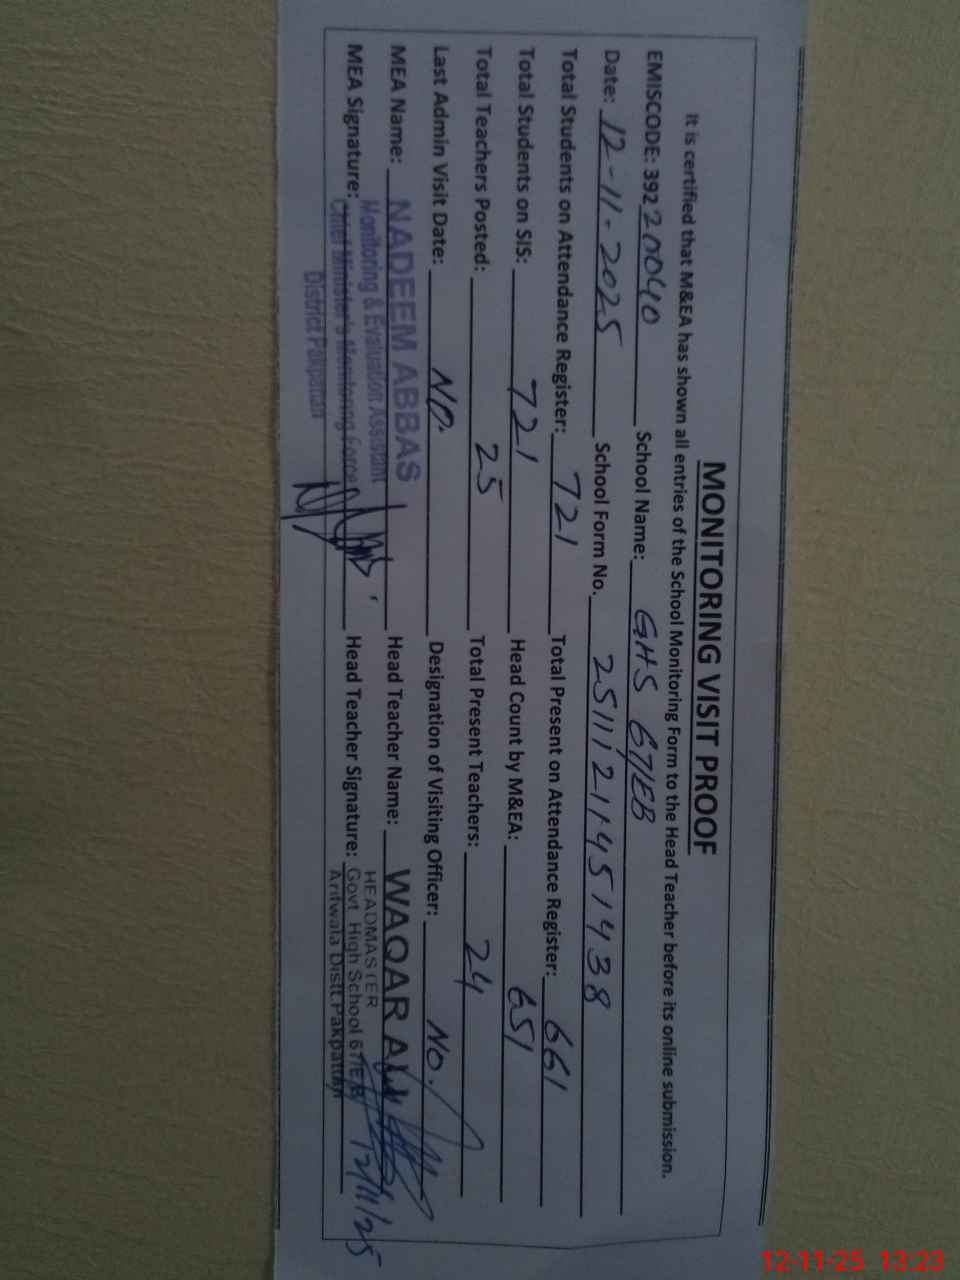 MONITORING VISIT PROOF
It is certified that M&EA has shown all entries of the School Monitoring Form to the Head Teacher before its online submission.
EMISCODE: 39220040 School Name: GHS 67/EB
Date: 12-11-2025 School Form No. 2511121145 1438
Total Students on Attendance Register: 721 Total Present on Attendance Register: 661
Total Students on SIS: 721 Head Count by M&EA: 651
Total Teachers Posted: 25 Total Present Teachers: 24
Last Admin Visit Date: NO. Designation of Visiting Officer: No.
MEA Name: NADEEM ABBAS Head Teacher Name: WAQAR ALI
Monitoring & Evaluation Assistant HEADMASTER
MEA Signature: Chief Minister's Monitoring Force Head Teacher Signature: Govt. High School 67/EB 12/11/25
District Pakpattan Arifwala Distt. Pakpattan
12-11-25 13:23